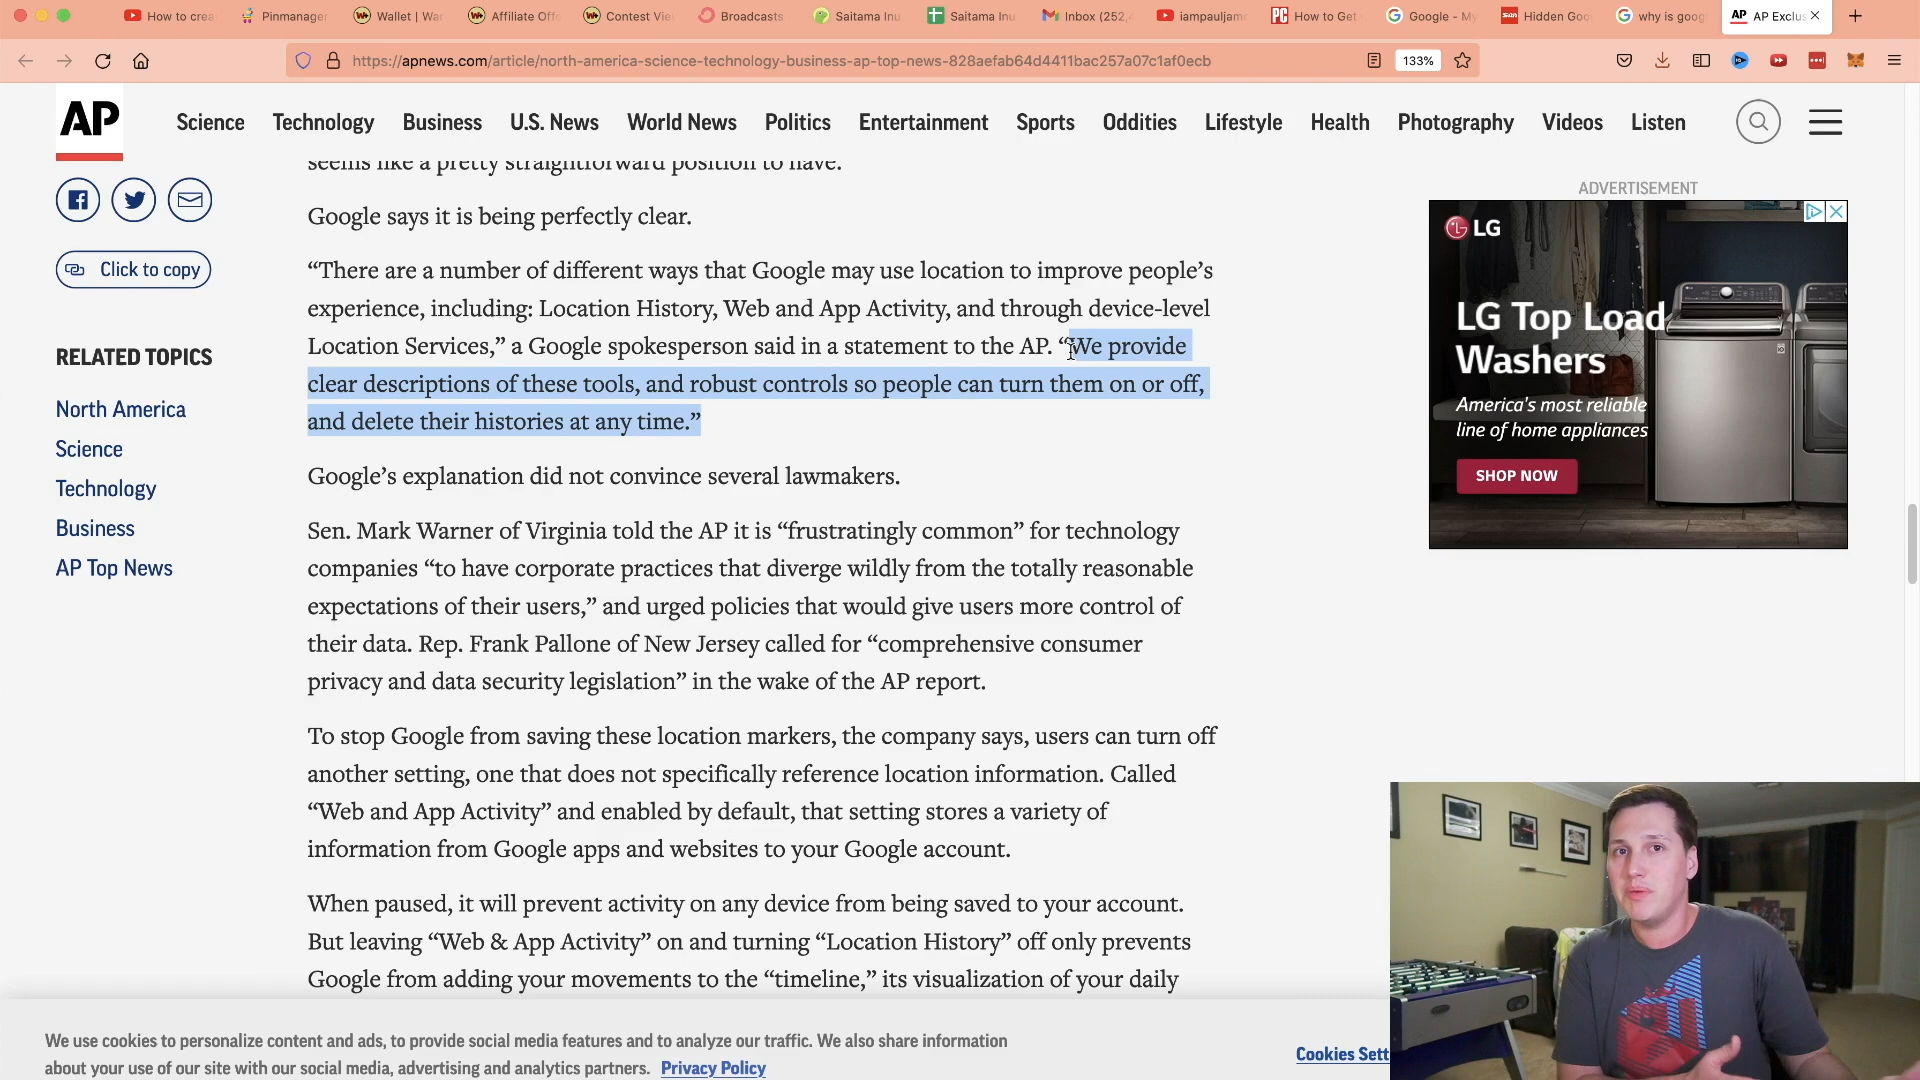 How to crea
Pinmanager
Wallet | Wa
Affiliate Off
Contest Vie
Broadcasts
Saitama Inu
Saitama Inu
Inbox (252,
iampaujam
How to Get
Google - My
Hidden Goo
why is goog
AP Exclus
https://apnews.com/article/north-america-science-technology-business-ap-top-news-828aefab64d4411bac257a07c1af0ecb
133%
AP
Science
Technology
Business
U.S. News
World News
Politics
Entertainment
Sports
Oddities
Lifestyle
Health
Photography
Videos
Listen
Click to copy
RELATED TOPICS
North America
Science
Technology
Business
AP Top News
seems like a pretty straightforward position to have.
Google says it is being perfectly clear.
“There are a number of different ways that Google may use location to improve people’s
experience, including: Location History, Web and App Activity, and through device-level
Location Services,” a Google spokesperson said in a statement to the AP. “We provide
clear descriptions of these tools, and robust controls so people can turn them on or off,
and delete their histories at any time.”
Google’s explanation did not convince several lawmakers.
Sen. Mark Warner of Virginia told the AP it is “frustratingly common” for technology
companies “to have corporate practices that diverge wildly from the totally reasonable
expectations of their users,” and urged policies that would give users more control of
their data. Rep. Frank Pallone of New Jersey called for “comprehensive consumer
privacy and data security legislation” in the wake of the AP report.
To stop Google from saving these location markers, the company says, users can turn off
another setting, one that does not specifically reference location information. Called
“Web and App Activity” and enabled by default, that setting stores a variety of
information from Google apps and websites to your Google account.
When paused, it will prevent activity on any device from being saved to your account.
But leaving “Web & App Activity” on and turning “Location History” off only prevents
Google from adding your movements to the “timeline,” its visualization of your daily
ADVERTISEMENT
LG
LG Top Load
Washers
America's most reliable
line of home appliances
SHOP NOW
We use cookies to personalize content and ads, to provide social media features and to analyze our traffic. We also share information
about your use of our site with our social media, advertising and analytics partners. Privacy Policy
Cookies Sett